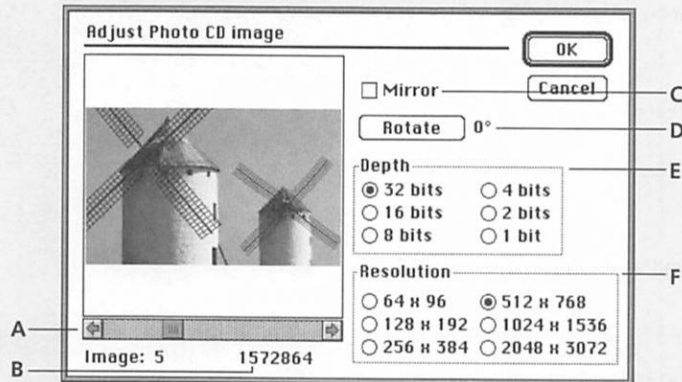 Adjust Photo CD image
OK
Mirror
Cancel
C
Rotate 0°
D
Depth
E
32 bits 4 bits
16 bits 2 bits
8 bits 1 bit
Resolution
F
64 x 96 512 x 768
128 x 192 1024 x 1536
256 x 384 2048 x 3072
A
Image: 5 1572864
B